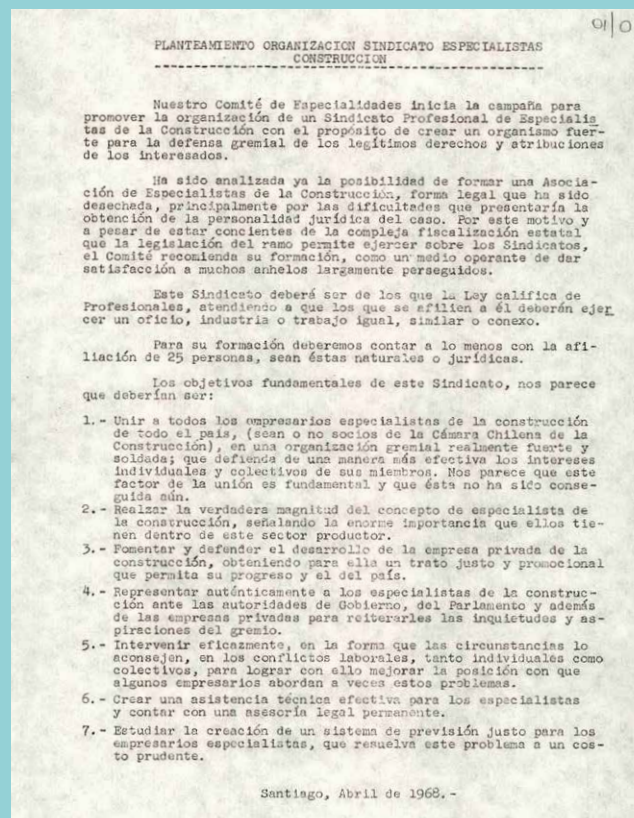 01/0
PLANTEAMIENTO ORGANIZACION SINDICATO ESPECIALISTAS
CONSTRUCCION
Nuestro Comité de Especialidades inicia la campaña para
promover la organización de un Sindicato Profesional de Especialis
tas de la Construcción con el propósito de crear un organismo fuer-
te para la defensa gremial de los legítimos derechos y atribuciones
de los interesados.
Ha sido analizada ya la posibilidad de formar una Asocia-
ción de Especialistas de la Construcción, forma legal que ha sido
desechada, principalmente por las dificultades que presentaría la
obtención de la personalidad jurídica del caso. Por este motivo y
a pesar de estar concientes de la compleja fiscalización estatal
que la legislación del ramo permite ejercer sobre los Sindicatos,
el Comité recomienda su formación, como un medio operante de dar
satisfacción a muchos anhelos largamente perseguidos.
Este Sindicato deberá ser de los que la Ley califica de
Profesionales, atendiendo a que los que se afilien a él deberán ejer
cer un oficio, industria o trabajo igual, similar o conexo.
Para su formación deberemos contar a lo menos con la afi-
liación de 25 personas, sean éstas naturales o jurídicas.
Los objetivos fundamentales de este Sindicato, nos parece
que deberían ser:
1.- Unir a todos los empresarios especialistas de la construcción
de todo el país, (sean o no socios de la Cámara Chilena de la
Construcción), en una organización gremial realmente fuerte y
soldada; que defienda de una manera más efectiva los intereses
individuales y colectivos de sus miembros. Nos parece que este
factor de la unión es fundamental y que ésta no ha sido conse-
guida aún.
2.- Realzar la verdadera magnitud del concepto de especialista de
la construcción, señalando la enorme importancia que ellos tie-
nen dentro de este sector productor.
3.- Fomentar y defender el desarrollo de la empresa privada de la
construcción, obteniendo para ella un trato justo y promocional
que permita su progreso y el del país.
4.- Representar auténticamente a los especialistas de la construc-
ción ante las autoridades de Gobierno, del Parlamento y además
de las empresas privadas para reiterarles las inquietudes y as-
piraciones del gremio.
5.- Intervenir eficazmente, en la forma que las circunstancias lo
aconsejen, en los conflictos laborales, tanto individuales como
colectivos, para lograr con ello mejorar la posición con que
algunos empresarios abordan a veces estos problemas.
6.- Crear una asistencia técnica efectiva para los especialistas
y contar con una asesoría legal permanente.
7.- Estudiar la creación de un sistema de previsión justo para los
empresarios especialistas, que resuelva este problema a un cos-
to prudente.
Santiago, Abril de 1968.-